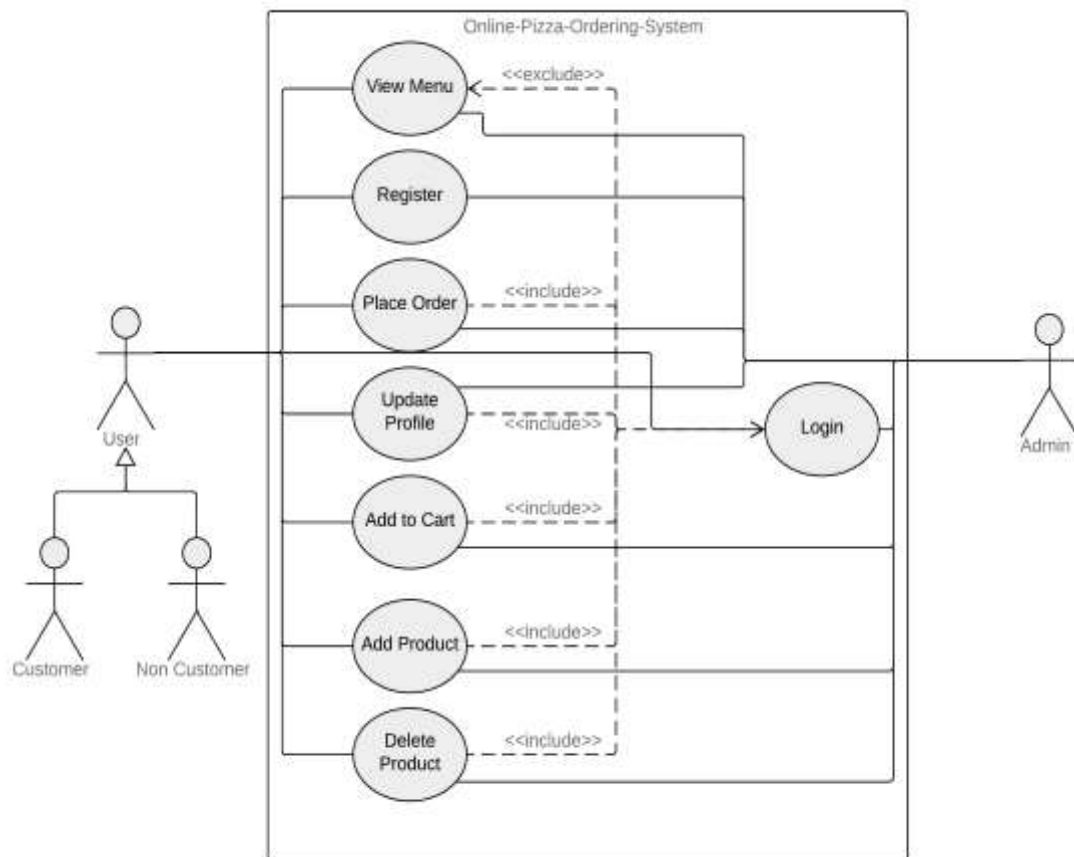 Online-Pizza-Ordering-System
<<exclude>>
View Menu
Register
<<include>>
Place Order
Update
Profile
<<include>>
Login
User
Admin
<<include>>
Add to Cart
<<include>>
Add Product
Customer
Non Customer
<<include>>
Delete
Product